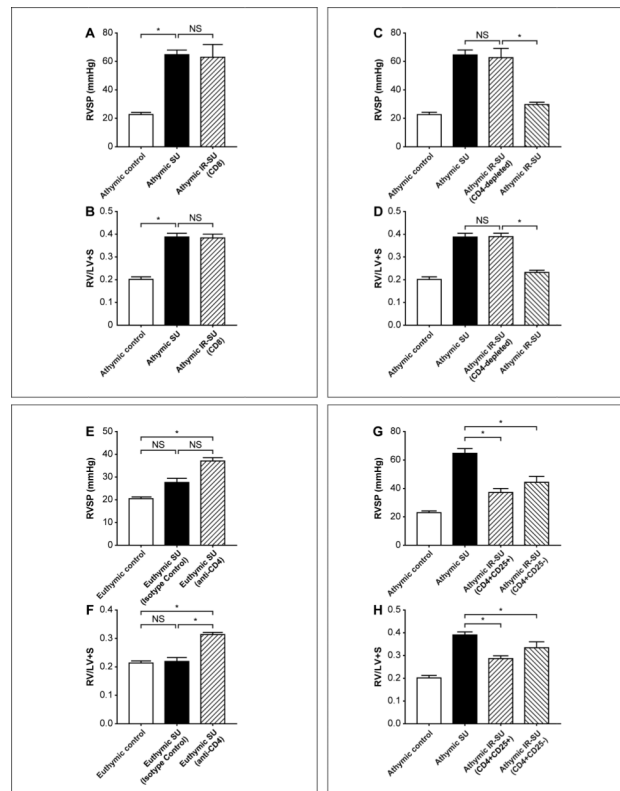 A
RVSP (mmHg)
80
60
40
20
0
* NS
Athymic control
Athymic SU
Athymic IR-SU
(CD8)
B
RV/LV+S
0.5
0.4
0.3
0.2
0.1
0
* NS
Athymic control
Athymic SU
Athymic IR-SU
(CD8)
C
RVSP (mmHg)
80
60
40
20
0
NS *
Athymic control
Athymic SU
Athymic IR-SU
(CD4-depleted)
Athymic IR-SU
D
RV/LV+S
0.5
0.4
0.3
0.2
0.1
0
NS *
Athymic control
Athymic SU
Athymic IR-SU
(CD4-depleted)
Athymic IR-SU
E
RVSP (mmHg)
50
40
30
20
10
0
*
NS NS
Euthymic control
Euthymic SU
(Isotype Control)
Euthymic SU
(anti-CD4)
F
RV/LV+S
0.4
0.3
0.2
0.1
0.0
*
NS *
Euthymic control
Euthymic SU
(Isotype Control)
Euthymic SU
(anti-CD4)
G
RVSP (mmHg)
80
60
40
20
0
*
*
Athymic control
Athymic SU
Athymic IR-SU
(CD4+CD25+)
Athymic IR-SU
(CD4+CD25-)
H
RV/LV+S
0.5
0.4
0.3
0.2
0.1
0
*
*
Athymic control
Athymic SU
Athymic IR-SU
(CD4+CD25+)
Athymic IR-SU
(CD4+CD25-)